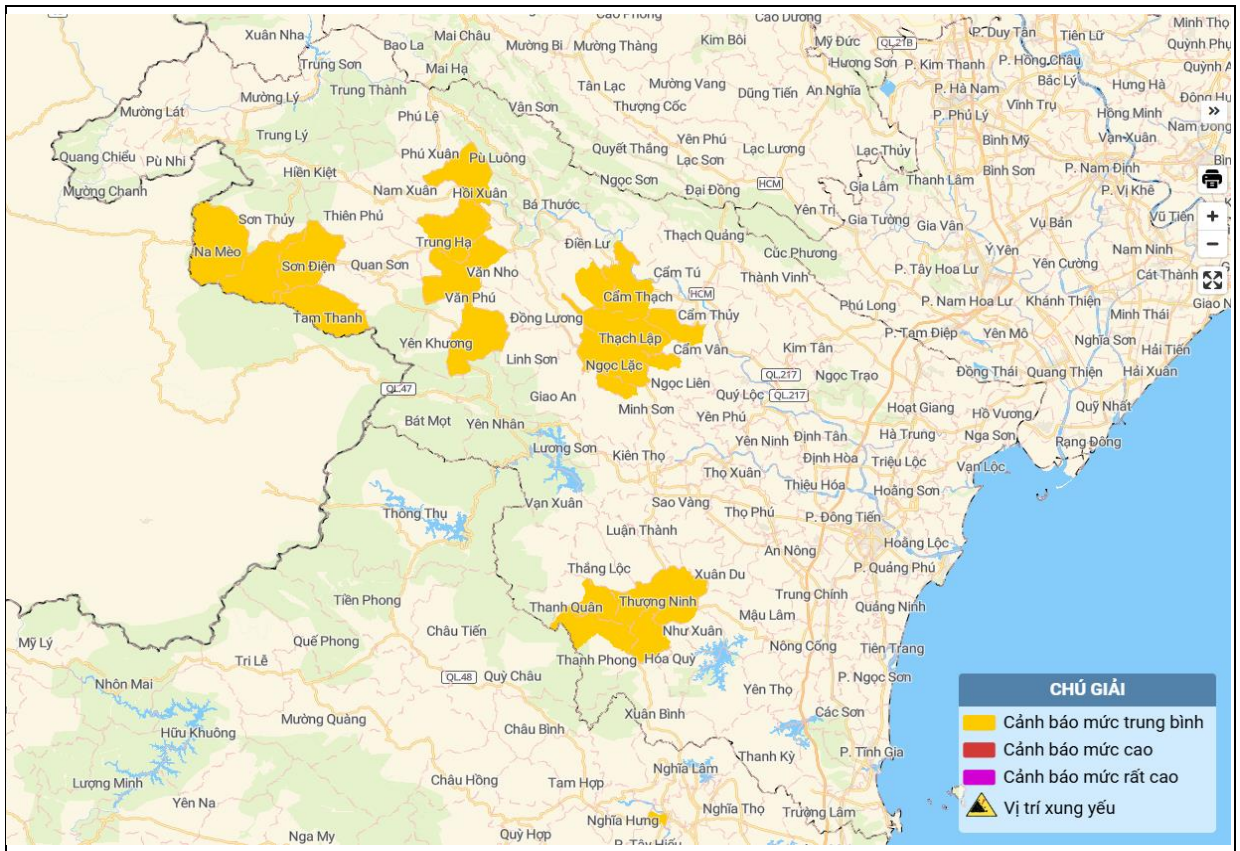 Cao Phong
Cao Dương
Minh Thọ
Xuân Nha
Mai Châu
Bao La
Mường Bi
Mường Thàng
Kim Bôi
Mỹ Đức
QL.21B
P. Duy Tân
Tiên Lữ
Quỳnh Phụ
Trung Sơn
Mai Hạ
Hương Sơn
P. Kim Thanh
P. Hồng Châu
Quỳnh A
Mường Lý
Trung Thành
Tân Lạc
Mường Vang
Dũng Tiến
An Nghĩa
P. Hà Nam
Bác Lý
Hưng Hà
Mường Lát
Phú Lệ
Vân Sơn
Thượng Cốc
P. Phủ Lý
Vĩnh Trụ
Hồng Minh
»
Trung Lý
Yên Phú
Bình Mỹ
Vạn Xuân
Nam Đông
Quang Chiểu
Pù Nhi
Phú Xuân
Pù Luông
Quyết Thắng
Lạc Sơn
Lạc Lương
Lạc Thủy
Bình Sơn
P. Nam Định
Bìn
Hiền Kiệt
Mường Chanh
Nam Xuân
Hồi Xuân
Ngọc Sơn
Đại Đồng
HCM
Gia Lâm
Thanh Lâm
P. Vị Khê
Sơn Thủy
Thiên Phủ
Bá Thước
Yên Trị
Gia Tường
Gia Vân
Vụ Bản
Vũ Tiên
+
Na Mèo
Trung Hạ
Điền Lư
Thạch Quảng
Cúc Phương
Ý Yên
Nam Ninh
−
Sơn Điện
Quan Sơn
Văn Nho
Cẩm Tú
Thành Vinh
P. Tây Hoa Lư
Yên Cường
Cát Thành
Văn Phú
Cẩm Thạch
HCM
Phú Long
P. Nam Hoa Lư
Khánh Thiện
Giao N
Tam Thanh
Đồng Lương
Cẩm Thủy
Minh Thái
Yên Khương
Thạch Lập
Cẩm Vân
Kim Tân
P. Tam Điệp
Yên Mô
Nghĩa Sơn
Hải Tiến
Linh Sơn
Ngọc Lặc
Ngọc Liên
QL.217
Ngọc Trạo
Đồng Thái
Quang Thiện
Hải Xuân
QL.47
Giao An
Quý Lộc
QL.217
Minh Sơn
Yên Phú
Hoạt Giang
Hồ Vương
Quỹ Nhất
Bát Mọt
Yên Nhân
Yên Ninh
Định Tân
Hà Trung
Nga Sơn
Rạng Đông
Lương Sơn
Kiên Thọ
Định Hòa
Triệu Lộc
Vạn Lộc
Thọ Xuân
Thiệu Hóa
Hoằng Sơn
Thông Thụ
Vạn Xuân
Sao Vàng
Thọ Phú
P. Đông Tiến
Luận Thành
An Nông
Hoằng Lộc
Thắng Lộc
Xuân Du
P. Quảng Phú
Tiền Phong
Thanh Quân
Thượng Ninh
Mậu Lâm
Trung Chính
Quảng Ninh
Mỹ Lý
Quế Phong
Châu Tiến
Như Xuân
Nông Cống
Tiên Trang
Tri Lễ
QL.48
Quỳ Châu
Thanh Phong
Hóa Quỳ
P. Ngọc Sơn
Nhôn Mai
Yên Thọ
Mường Quàng
Xuân Bình
Các Sơn
Hữu Khuông
Châu Bình
Thanh Kỳ
P. Tĩnh Gia
Lượng Minh
Châu Hồng
Tam Hợp
Nghĩa Lâm
Yên Na
Nghĩa Thọ
Trường Lâm
Nghĩa Hưng
Nga My
Quỳ Hợp
P. Tây Hiếu
CHÚ GIẢI
Cảnh báo mức trung bình
Cảnh báo mức cao
Cảnh báo mức rất cao
Vị trí xung yếu